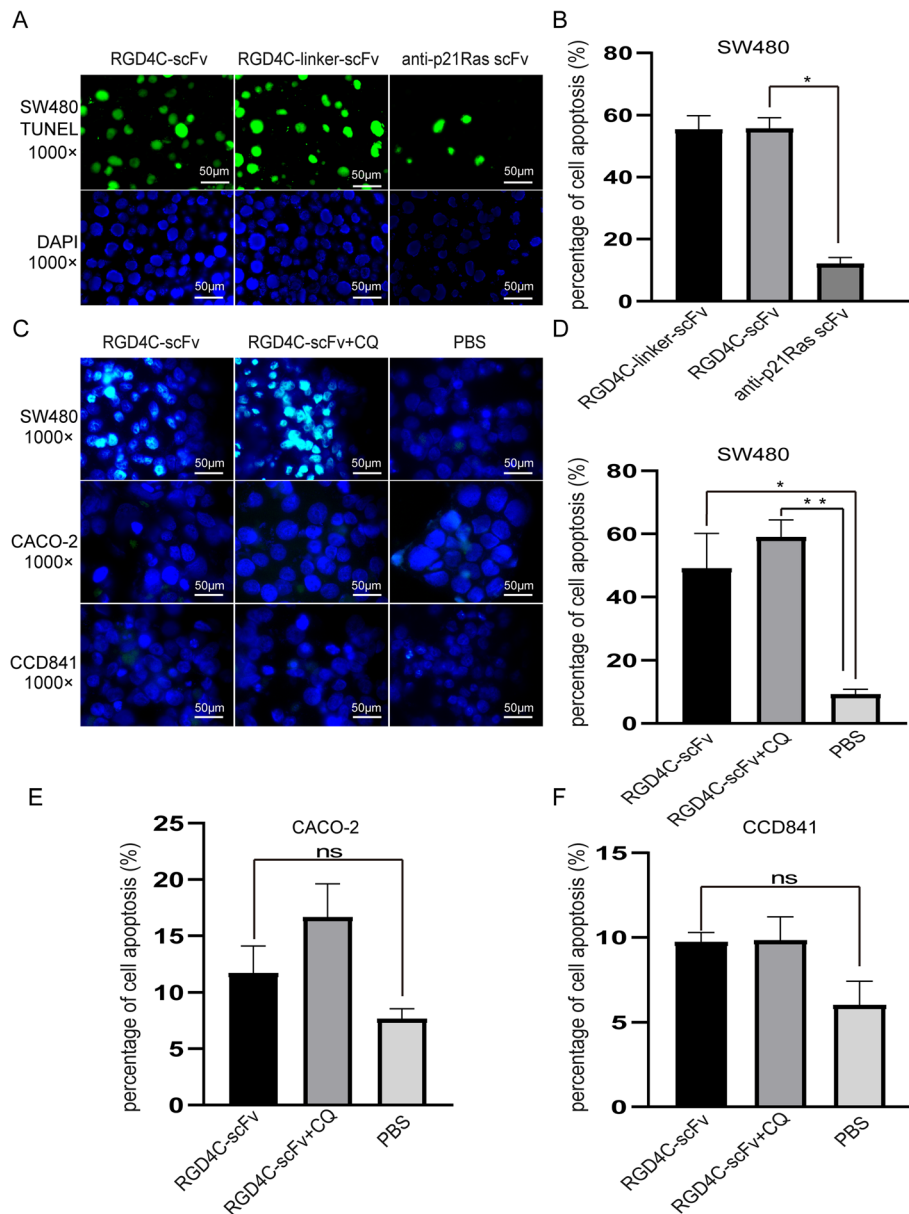 A
RGD4C-scFv RGD4C-linker-scFv anti-p21Ras scFv
SW480
TUNEL
1000×
50μm 50μm 50μm
DAPI
1000×
50μm 50μm 50μm
B
SW480
percentage of cell apoptosis (%)
80
60
40
20
0
*
RGD4C-linker-scFv
RGD4C-scFv
anti-p21Ras scFv
C
RGD4C-scFv RGD4C-scFv+CQ PBS
SW480
1000×
50μm 50μm 50μm
CACO-2
1000×
50μm 50μm 50μm
CCD841
1000×
50μm 50μm 50μm
D
SW480
percentage of cell apoptosis (%)
80
60
40
20
0
*
* *
RGD4C-scFv
RGD4C-scFv+CQ
PBS
E
CACO-2
percentage of cell apoptosis (%)
25
20
15
10
5
0
ns
RGD4C-scFv
RGD4C-scFv+CQ
PBS
F
CCD841
percentage of cell apoptosis (%)
15
10
5
0
ns
RGD4C-scFv
RGD4C-scFv+CQ
PBS